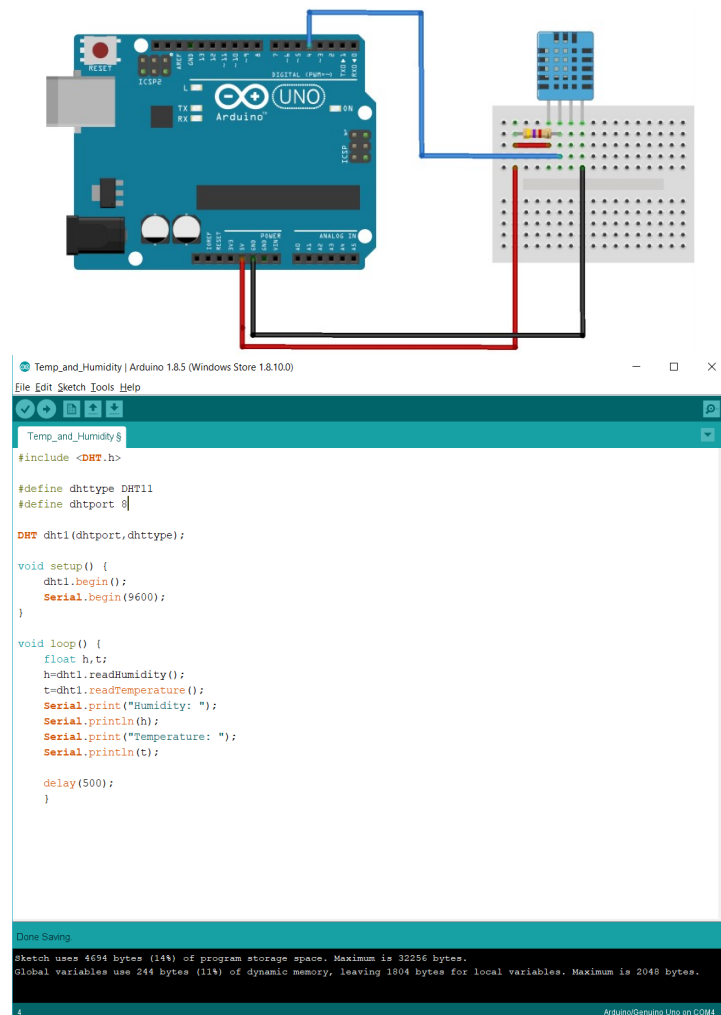 RESET
ICSP2
AREF
GND
13
12
~11
~10
~9
8
7
~6
~5
4
~3
2
TX0▶1
RX0◀0
DIGITAL (PWM=~)
L
TX
RX
UNO
ON
Arduino™
1
ICSP
POWER
ANALOG IN
IOREF
RESET
3V3
5V
GND
GND
VIN
A0
A1
A2
A3
A4
A5
Temp_and_Humidity | Arduino 1.8.5 (Windows Store 1.8.10.0)
File Edit Sketch Tools Help
Temp_and_Humidity §
#include <DHT.h>
#define dhttype DHT11
#define dhtport 8
DHT dht1(dhtport,dhttype);
void setup() {
dht1.begin();
Serial.begin(9600);
}
void loop() {
float h,t;
h=dht1.readHumidity();
t=dht1.readTemperature();
Serial.print("Humidity: ");
Serial.println(h);
Serial.print("Temperature: ");
Serial.println(t);
delay(500);
}
Done Saving.
Sketch uses 4694 bytes (14%) of program storage space. Maximum is 32256 bytes.
Global variables use 244 bytes (11%) of dynamic memory, leaving 1804 bytes for local variables. Maximum is 2048 bytes.
4 Arduino/Genuino Uno on COM4